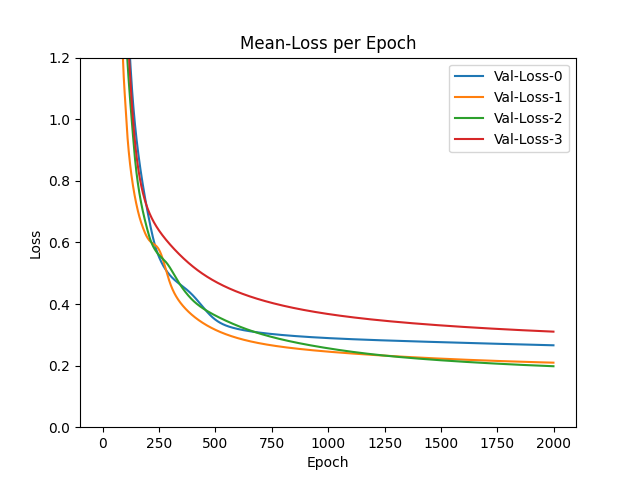 Mean-Loss per Epoch
Val-Loss-0
Val-Loss-1
Val-Loss-2
Val-Loss-3
Loss
1.2
1.0
0.8
0.6
0.4
0.2
0.0
0 250 500 750 1000 1250 1500 1750 2000
Epoch